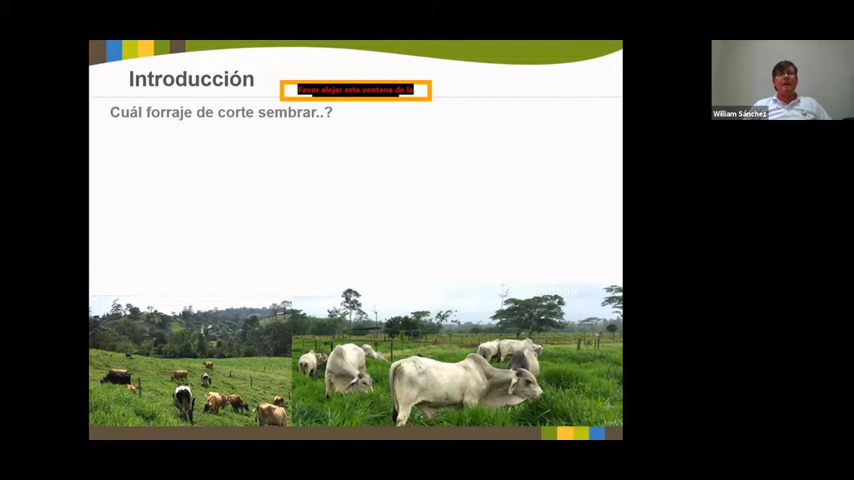 Introducción
Favor alejar esta ventana de la
Cuál forraje de corte sembrar..?
William Sánchez